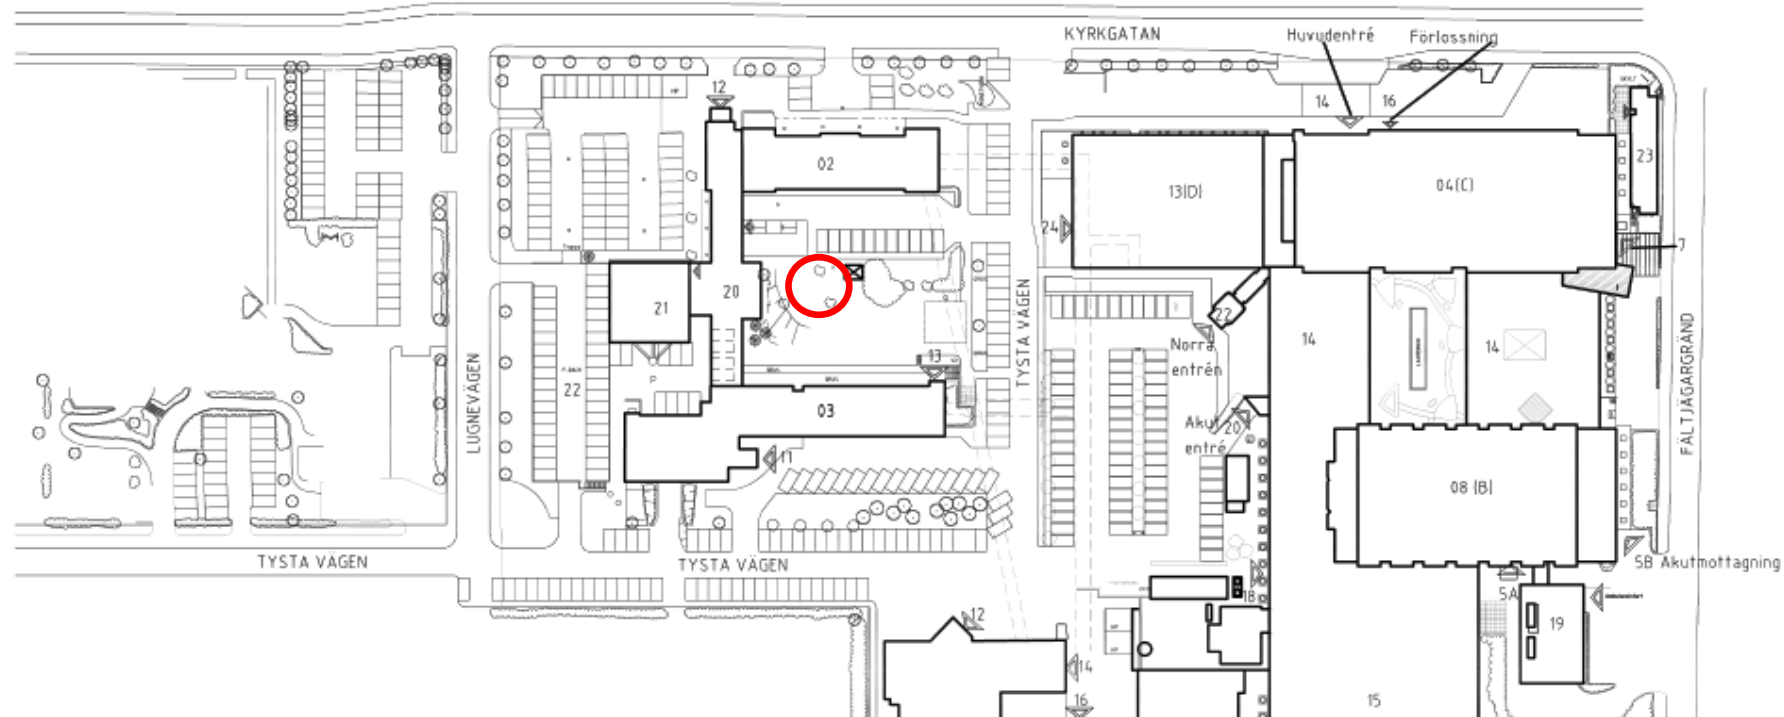 KYRKGATAN
Huvudentré
Förlossning
12
14
16
02
13(D)
04(C)
23
24
7
20
21
22
14
14
TYSTA VÄGEN
FÄLTJÄGARGRÄND
Norra
entrén
13
LUGNEVÄGEN
22
P
03
Akut
entré
20
11
08 (B)
TYSTA VÄGEN
TYSTA VÄGEN
5B Akutmottagning
5A
18
19
12
14
16
15